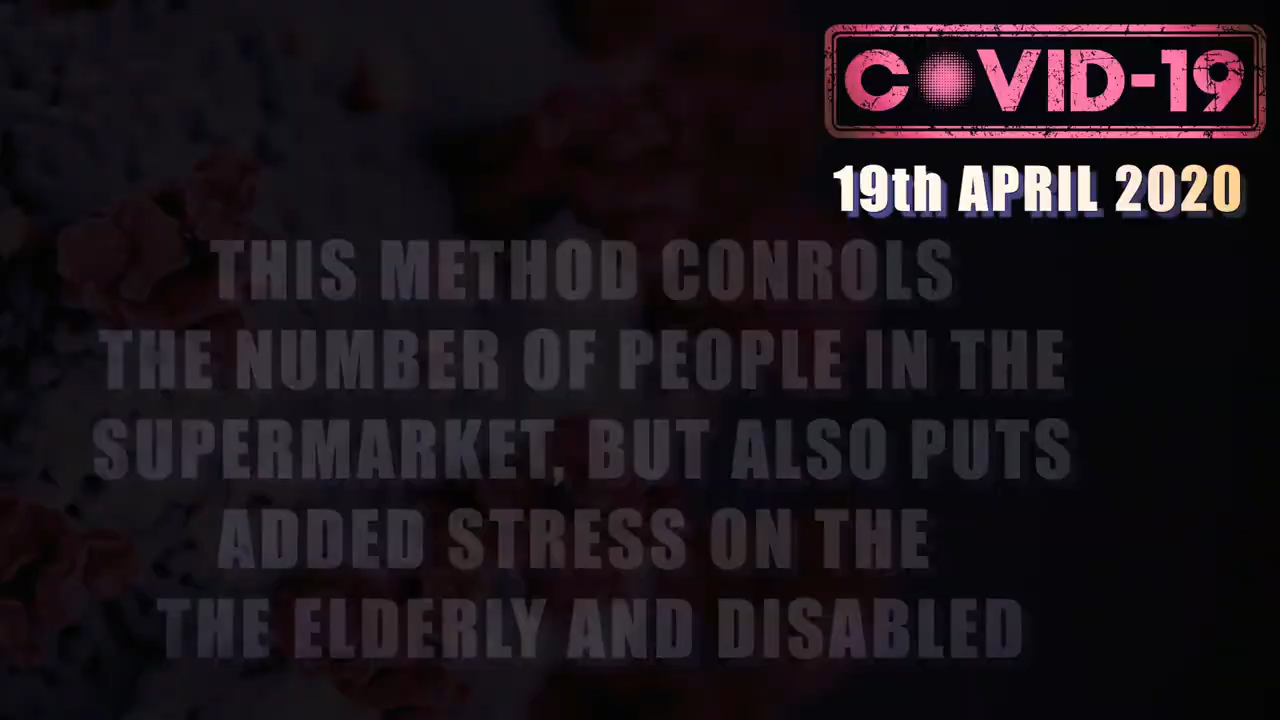 COVID-19
19th APRIL 2020
THIS METHOD CONROLS
THE NUMBER OF PEOPLE IN THE
SUPERMARKET, BUT ALSO PUTS
ADDED STRESS ON THE
THE ELDERLY AND DISABLED